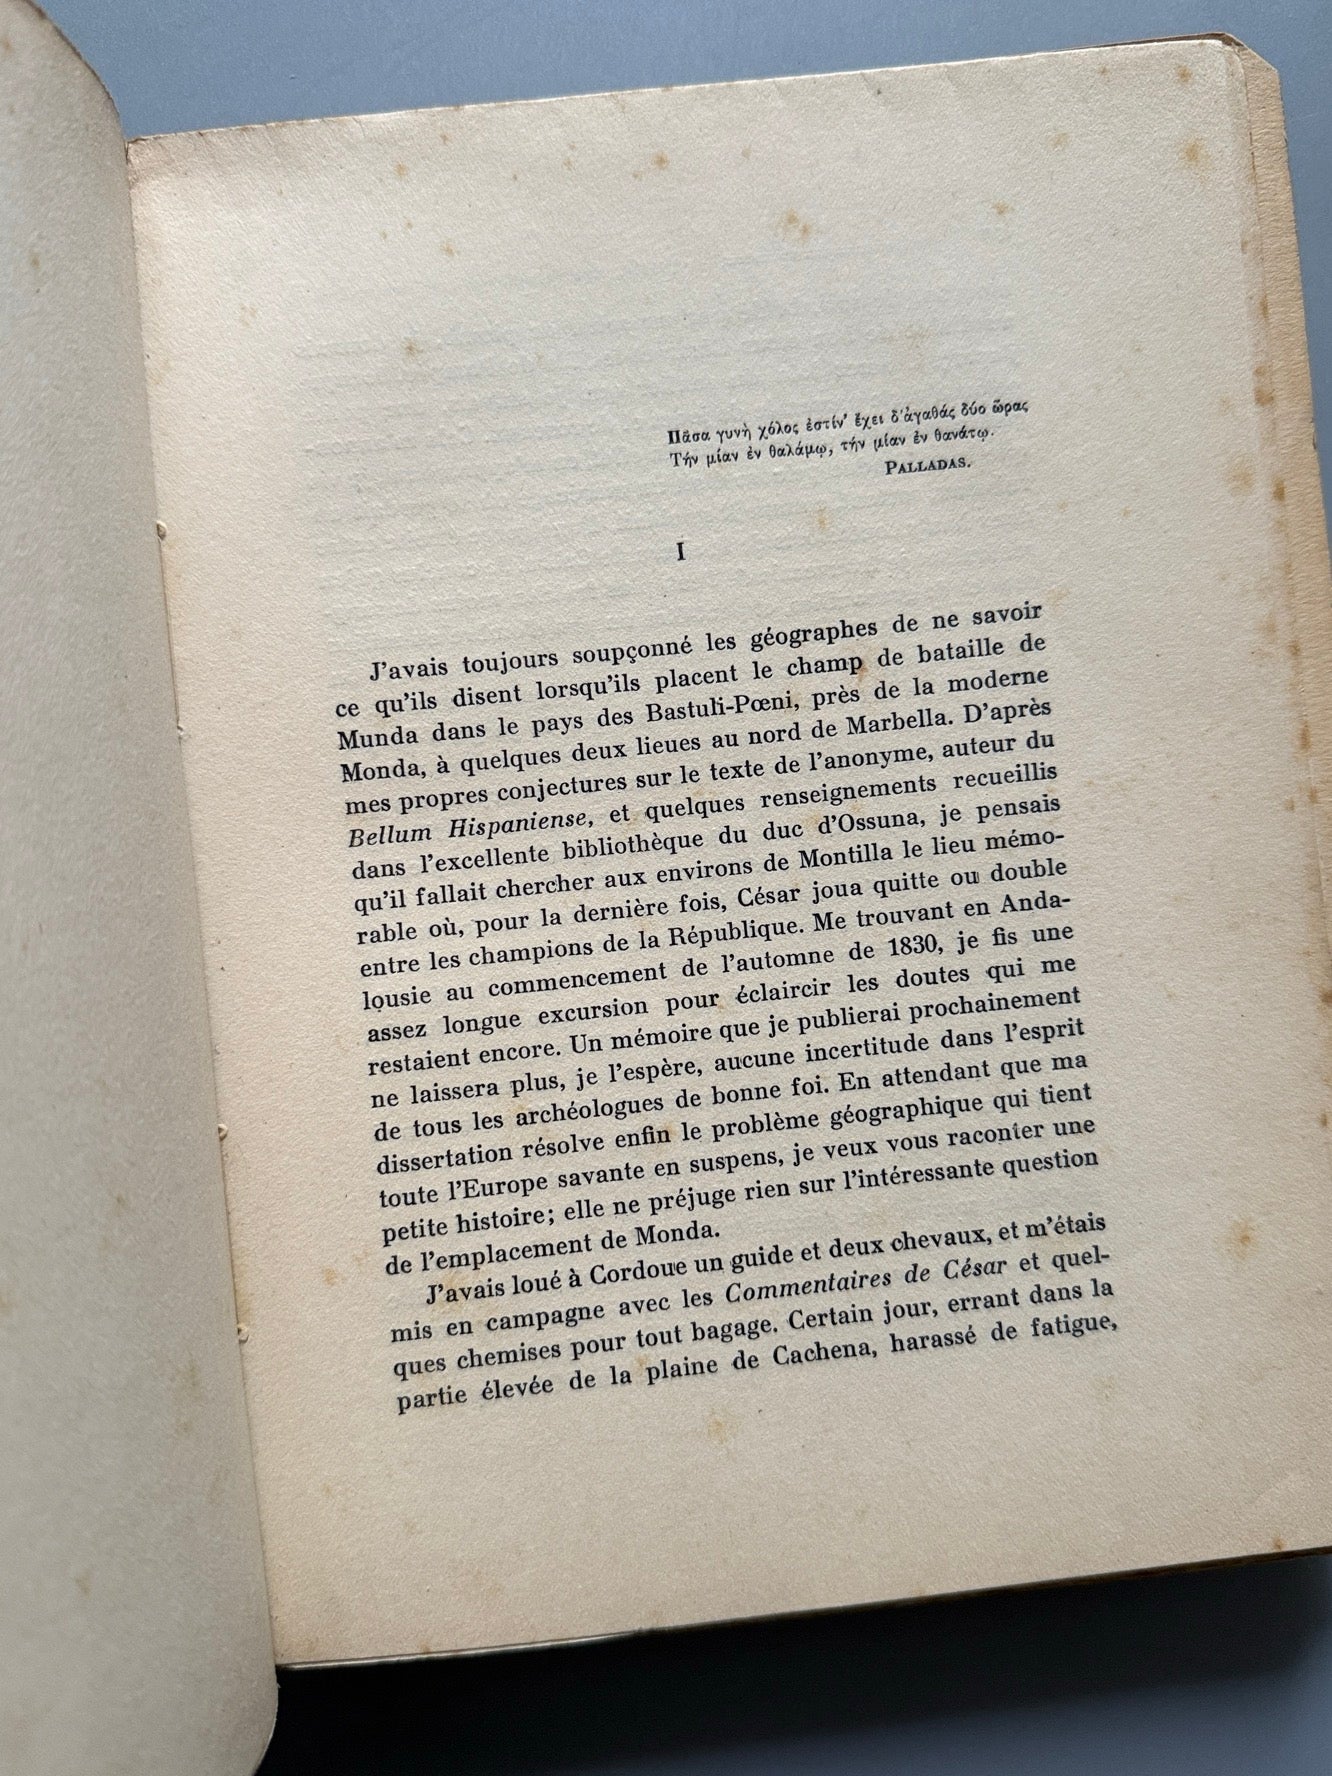 Πᾶσα γυνὴ χόλος ἐστίν· ἔχει δ'ἀγαθάς δύο ὥρας
Τήν μίαν ἐν θαλάμῳ, τήν μίαν ἐν θανάτῳ.
PALLADAS.
I
J'avais toujours soupçonné les géographes de ne savoir
ce qu'ils disent lorsqu'ils placent le champ de bataille de
Munda dans le pays des Bastuli-Pœni, près de la moderne
Monda, à quelques deux lieues au nord de Marbella. D'après
mes propres conjectures sur le texte de l'anonyme, auteur du
Bellum Hispaniense, et quelques renseignements recueillis
dans l'excellente bibliothèque du duc d'Ossuna, je pensais
qu'il fallait chercher aux environs de Montilla le lieu mémo-
rable où, pour la dernière fois, César joua quitte ou double
entre les champions de la République. Me trouvant en Anda-
lousie au commencement de l'automne de 1830, je fis une
assez longue excursion pour éclaircir les doutes qui me
restaient encore. Un mémoire que je publierai prochainement
ne laissera plus, je l'espère, aucune incertitude dans l'esprit
de tous les archéologues de bonne foi. En attendant que ma
dissertation résolve enfin le problème géographique qui tient
toute l'Europe savante en suspens, je veux vous raconter une
petite histoire; elle ne préjuge rien sur l'intéressante question
de l'emplacement de Monda.
J'avais loué à Cordoue un guide et deux chevaux, et m'étais
mis en campagne avec les Commentaires de César et quel-
ques chemises pour tout bagage. Certain jour, errant dans la
partie élevée de la plaine de Cachena, harassé de fatigue,